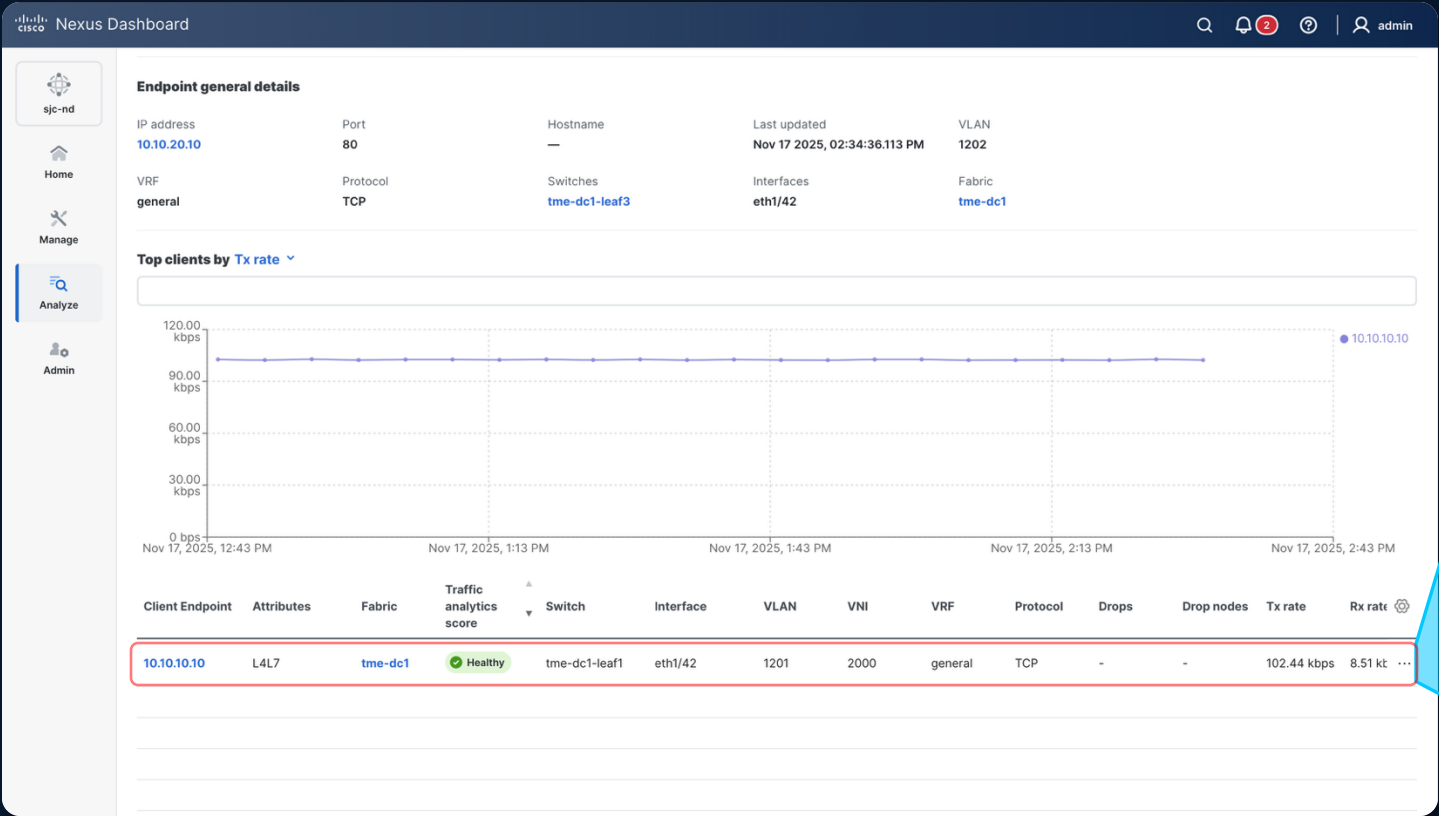 cisco Nexus Dashboard
2
admin
sjc-nd
Home
Manage
Analyze
Admin
Endpoint general details
IP address Port Hostname Last updated VLAN
10.10.20.10 80 — Nov 17 2025, 02:34:36.113 PM 1202
VRF Protocol Switches Interfaces Fabric
general TCP tme-dc1-leaf3 eth1/42 tme-dc1
Top clients by Tx rate
120.00
kbps
90.00
kbps
60.00
kbps
30.00
kbps
0 bps
10.10.10.10
Nov 17, 2025, 12:43 PM Nov 17, 2025, 1:13 PM Nov 17, 2025, 1:43 PM Nov 17, 2025, 2:13 PM Nov 17, 2025, 2:43 PM
Client Endpoint Attributes Fabric Traffic analytics score Switch Interface VLAN VNI VRF Protocol Drops Drop nodes Tx rate Rx rate
10.10.10.10 L4L7 tme-dc1 Healthy tme-dc1-leaf1 eth1/42 1201 2000 general TCP - - 102.44 kbps 8.51 kb ...